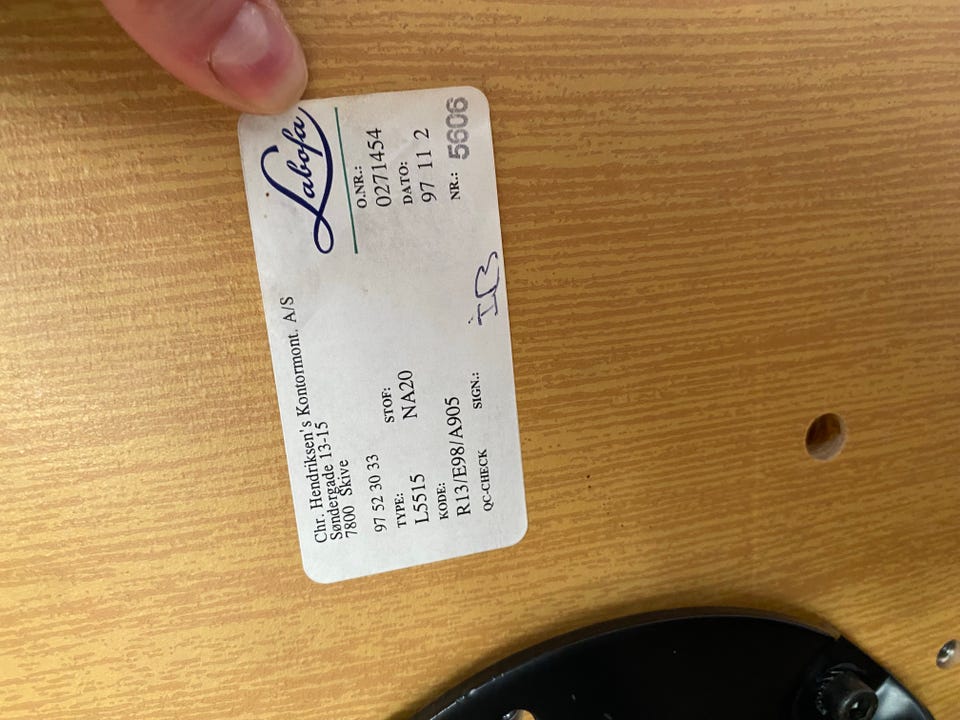 Chr. Hendriksen's Kontormont. A/S
Søndergade 13-15
7800 Skive
Labofa
97 52 30 33
TYPE: STOF: O.NR.:
L5515 NA20 0271454
KODE: DATO:
R13/E98/A905 97 11 2
QC-CHECK SIGN.: IB NR.: 5606